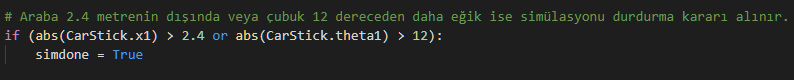 # Araba 2.4 metrenin dışında veya çubuk 12 dereceden daha eğik ise simülasyonu durdurma kararı alınır.
if (abs(CarStick.x1) > 2.4 or abs(CarStick.theta1) > 12):
    simdone = True